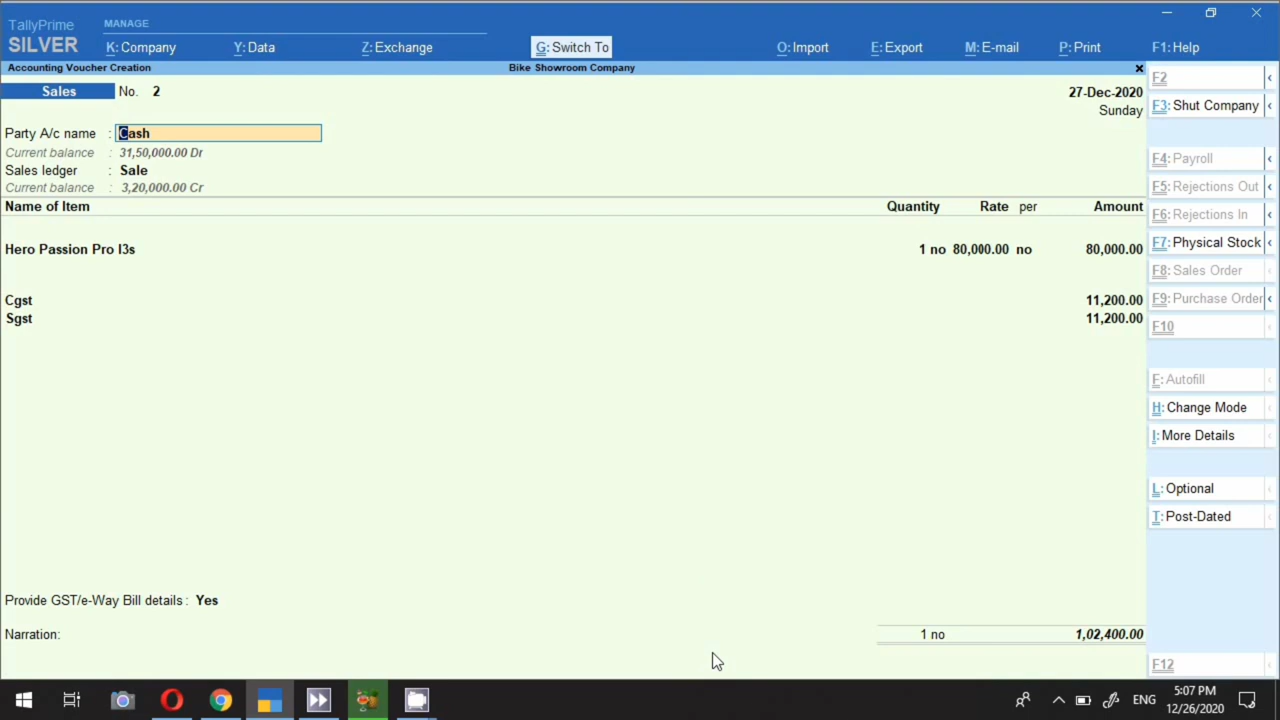 TallyPrime
SILVER
MANAGE
K: Company
Y: Data
Z: Exchange
G: Switch To
O: Import
E: Export
M: E-mail
P: Print
F1: Help
Accounting Voucher Creation
Bike Showroom Company
Sales No. 2
27-Dec-2020
Sunday
Party A/c name : Cash
Current balance : 31,50,000.00 Dr
Sales ledger : Sale
Current balance : 3,20,000.00 Cr
Name of Item Quantity Rate per Amount
Hero Passion Pro I3s 1 no 80,000.00 no 80,000.00
Cgst 11,200.00
Sgst 11,200.00
Provide GST/e-Way Bill details : Yes
Narration: 1 no 1,02,400.00
F2
F3: Shut Company
F4: Payroll
F5: Rejections Out
F6: Rejections In
F7: Physical Stock
F8: Sales Order
F9: Purchase Order
F10
F: Autofill
H: Change Mode
I: More Details
L: Optional
T: Post-Dated
F12
ENG
5:07 PM
12/26/2020